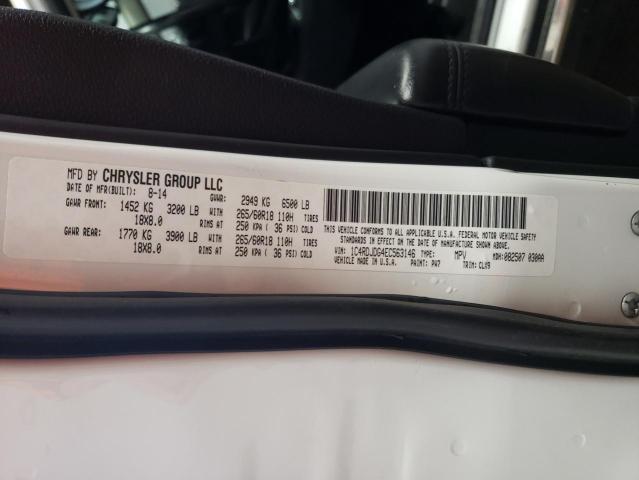 MFD BY CHRYSLER GROUP LLC
DATE OF MFR(BUILT): 8-14 GVWR: 2949 KG 6500 LB
GAWR FRONT: 1452 KG 3200 LB WITH 265/60R18 110H TIRES
18X8.0 RIMS AT 250 KPA ( 36 PSI) COLD
GAWR REAR: 1770 KG 3900 LB WITH 265/60R18 110H TIRES
18X8.0 RIMS AT 250 KPA ( 36 PSI) COLD
THIS VEHICLE CONFORMS TO ALL APPLICABLE U.S.A. FEDERAL MOTOR VEHICLE SAFETY
STANDARDS IN EFFECT ON THE DATE OF MANUFACTURE SHOWN ABOVE.
VIN: 1C4RDJDG4EC563146 TYPE: MPV MDH: 082507 030AA
VEHICLE MADE IN U.S.A. PAINT: PW7 TRIM: CLX9